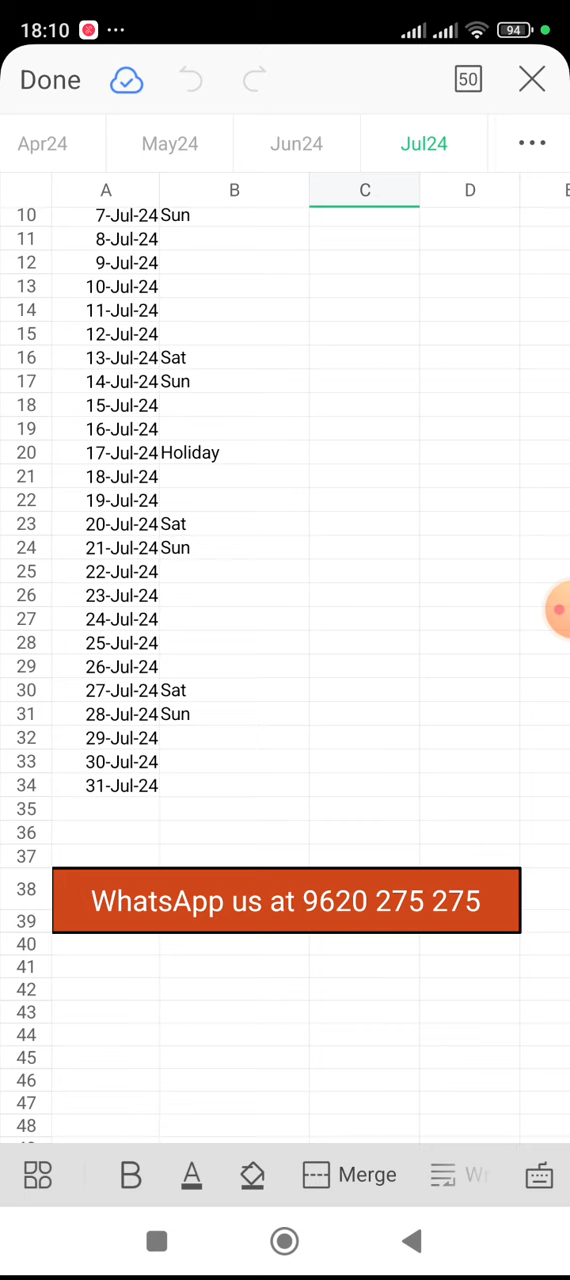 18:10 ... 94
Done 50
Apr24 May24 Jun24 Jul24
A B C D E
10 7-Jul-24 Sun
11 8-Jul-24
12 9-Jul-24
13 10-Jul-24
14 11-Jul-24
15 12-Jul-24
16 13-Jul-24 Sat
17 14-Jul-24 Sun
18 15-Jul-24
19 16-Jul-24
20 17-Jul-24 Holiday
21 18-Jul-24
22 19-Jul-24
23 20-Jul-24 Sat
24 21-Jul-24 Sun
25 22-Jul-24
26 23-Jul-24
27 24-Jul-24
28 25-Jul-24
29 26-Jul-24
30 27-Jul-24 Sat
31 28-Jul-24 Sun
32 29-Jul-24
33 30-Jul-24
34 31-Jul-24
35
36
37
38 WhatsApp us at 9620 275 275
39
40
41
42
43
44
45
46
47
48
B A Merge Wr